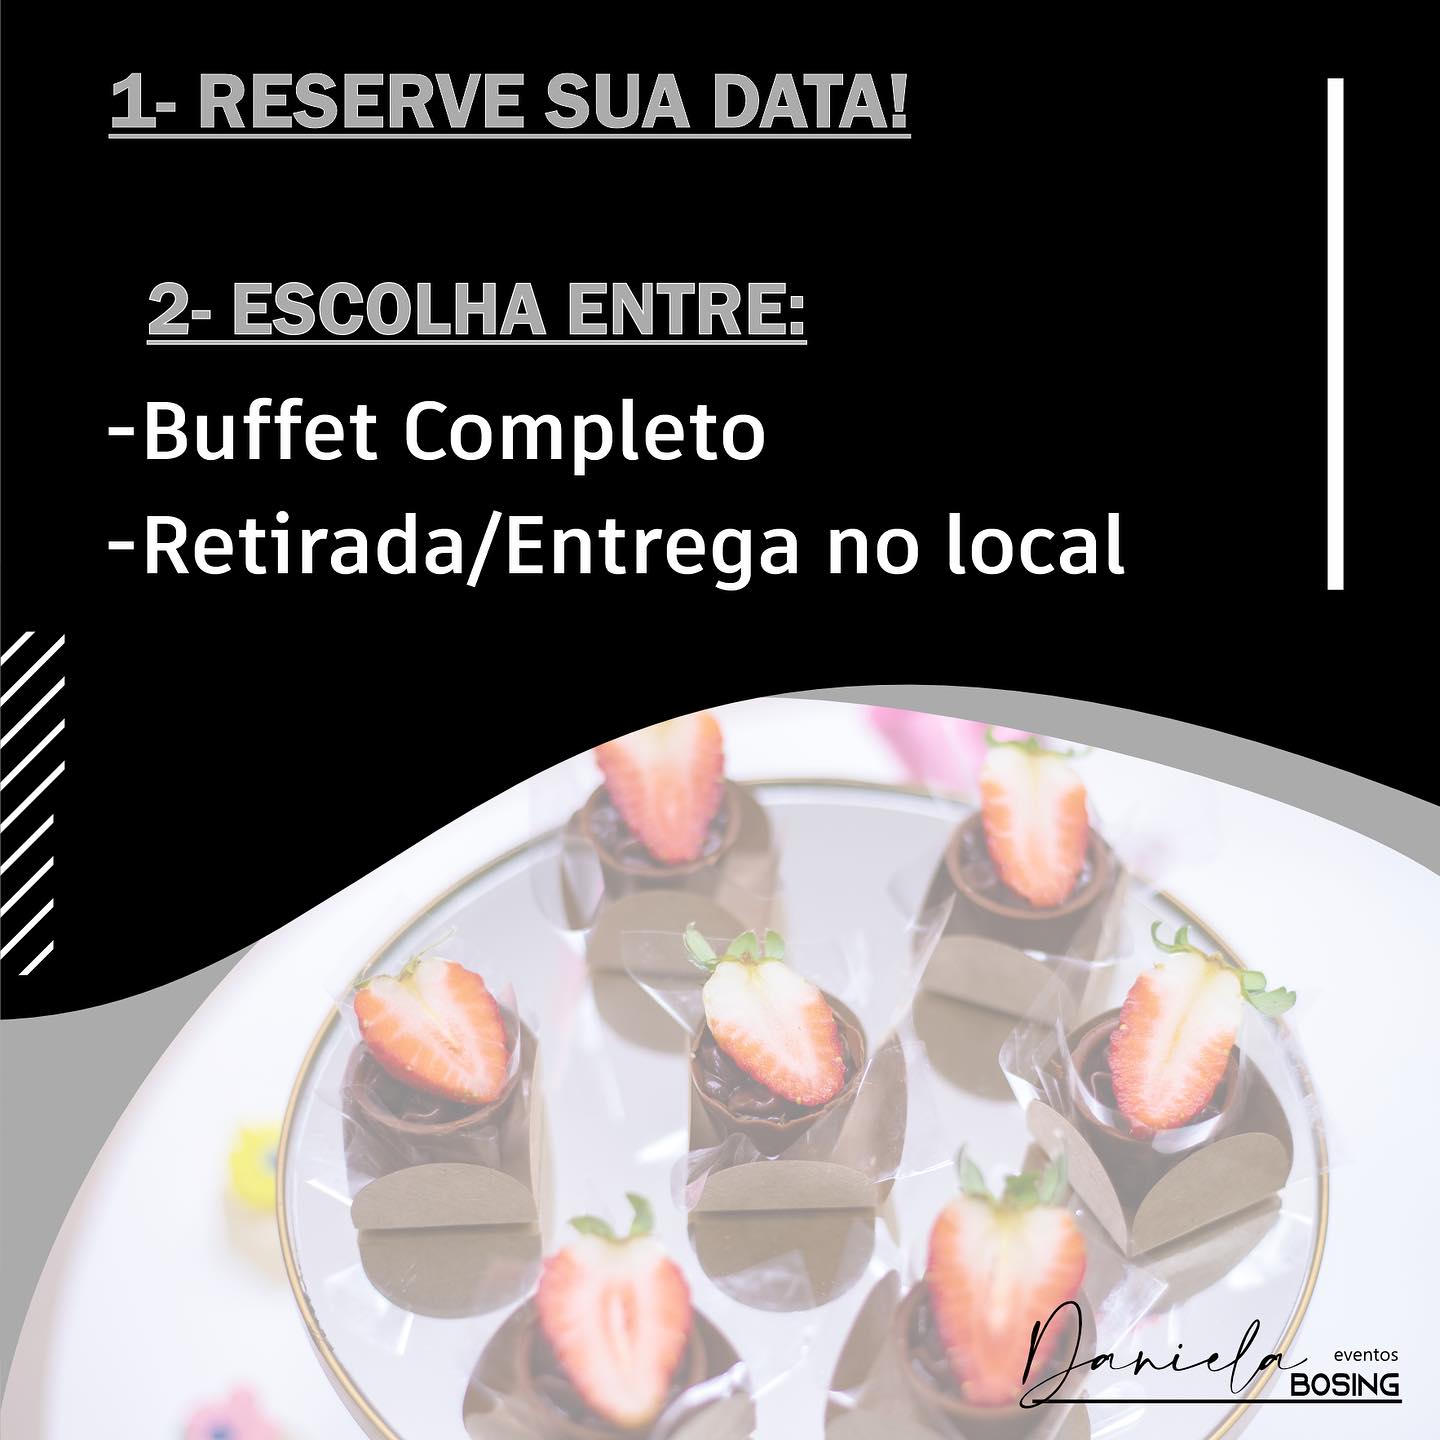 1- RESERVE SUA DATA!
2- ESCOLHA ENTRE:
-Buffet Completo
-Retirada/Entrega no local
Daniela eventos
BOSING